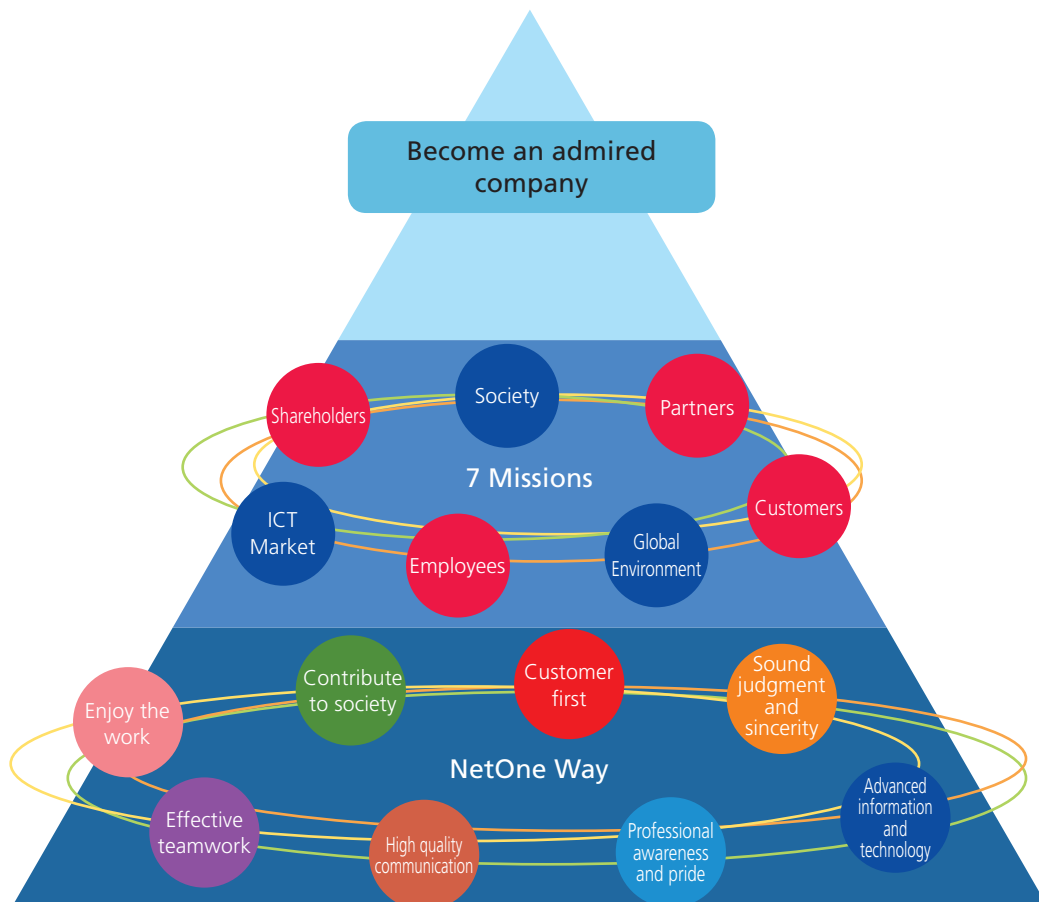 Become an admired
company
Shareholders
Society
Partners
7 Missions
Customers
ICT
Market
Employees
Global
Environment
Enjoy the
work
Contribute
to society
Customer
first
Sound
judgment
and
sincerity
NetOne Way
Effective
teamwork
High quality
communication
Professional
awareness
and pride
Advanced
information
and
technology